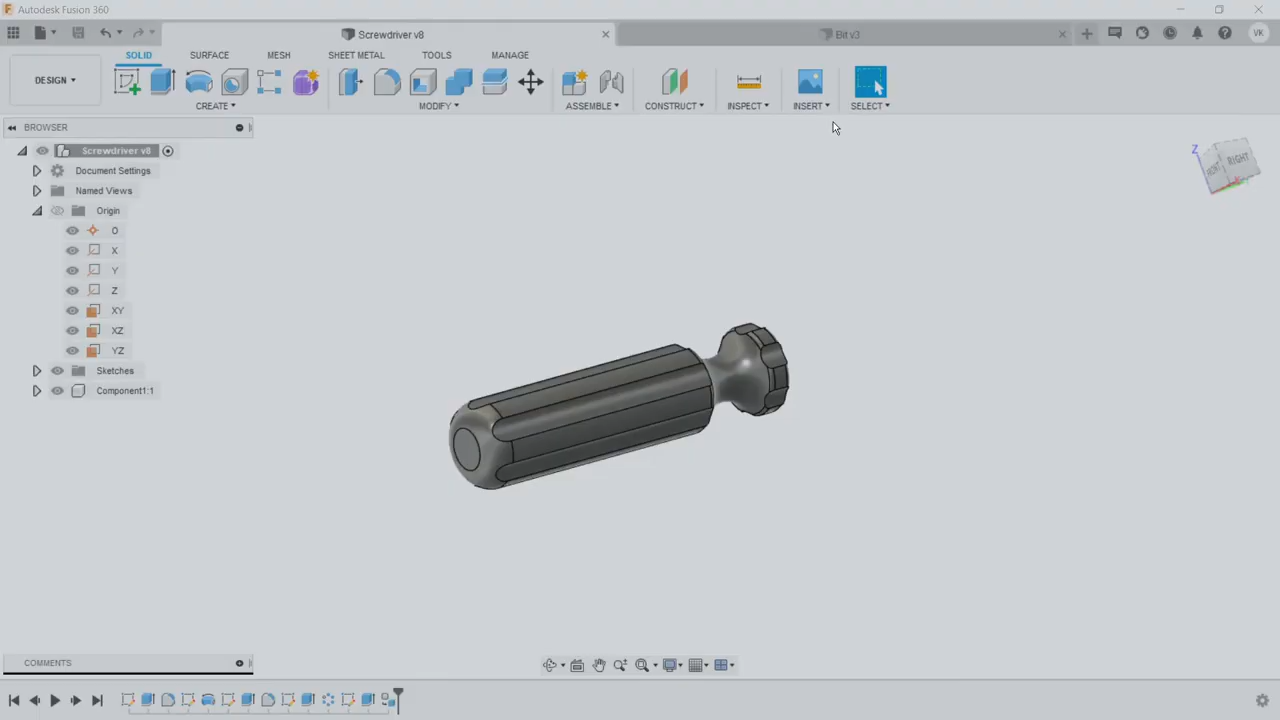 Autodesk Fusion 360
Screwdriver v8
Bit v3
VK
SOLID
SURFACE
MESH
SHEET METAL
TOOLS
MANAGE
DESIGN
CREATE
MODIFY
ASSEMBLE
CONSTRUCT
INSPECT
INSERT
SELECT
BROWSER
Screwdriver v8
Document Settings
Named Views
Origin
O
X
Y
Z
XY
XZ
YZ
Sketches
Component1:1
Z
FRONT
RIGHT
X
COMMENTS